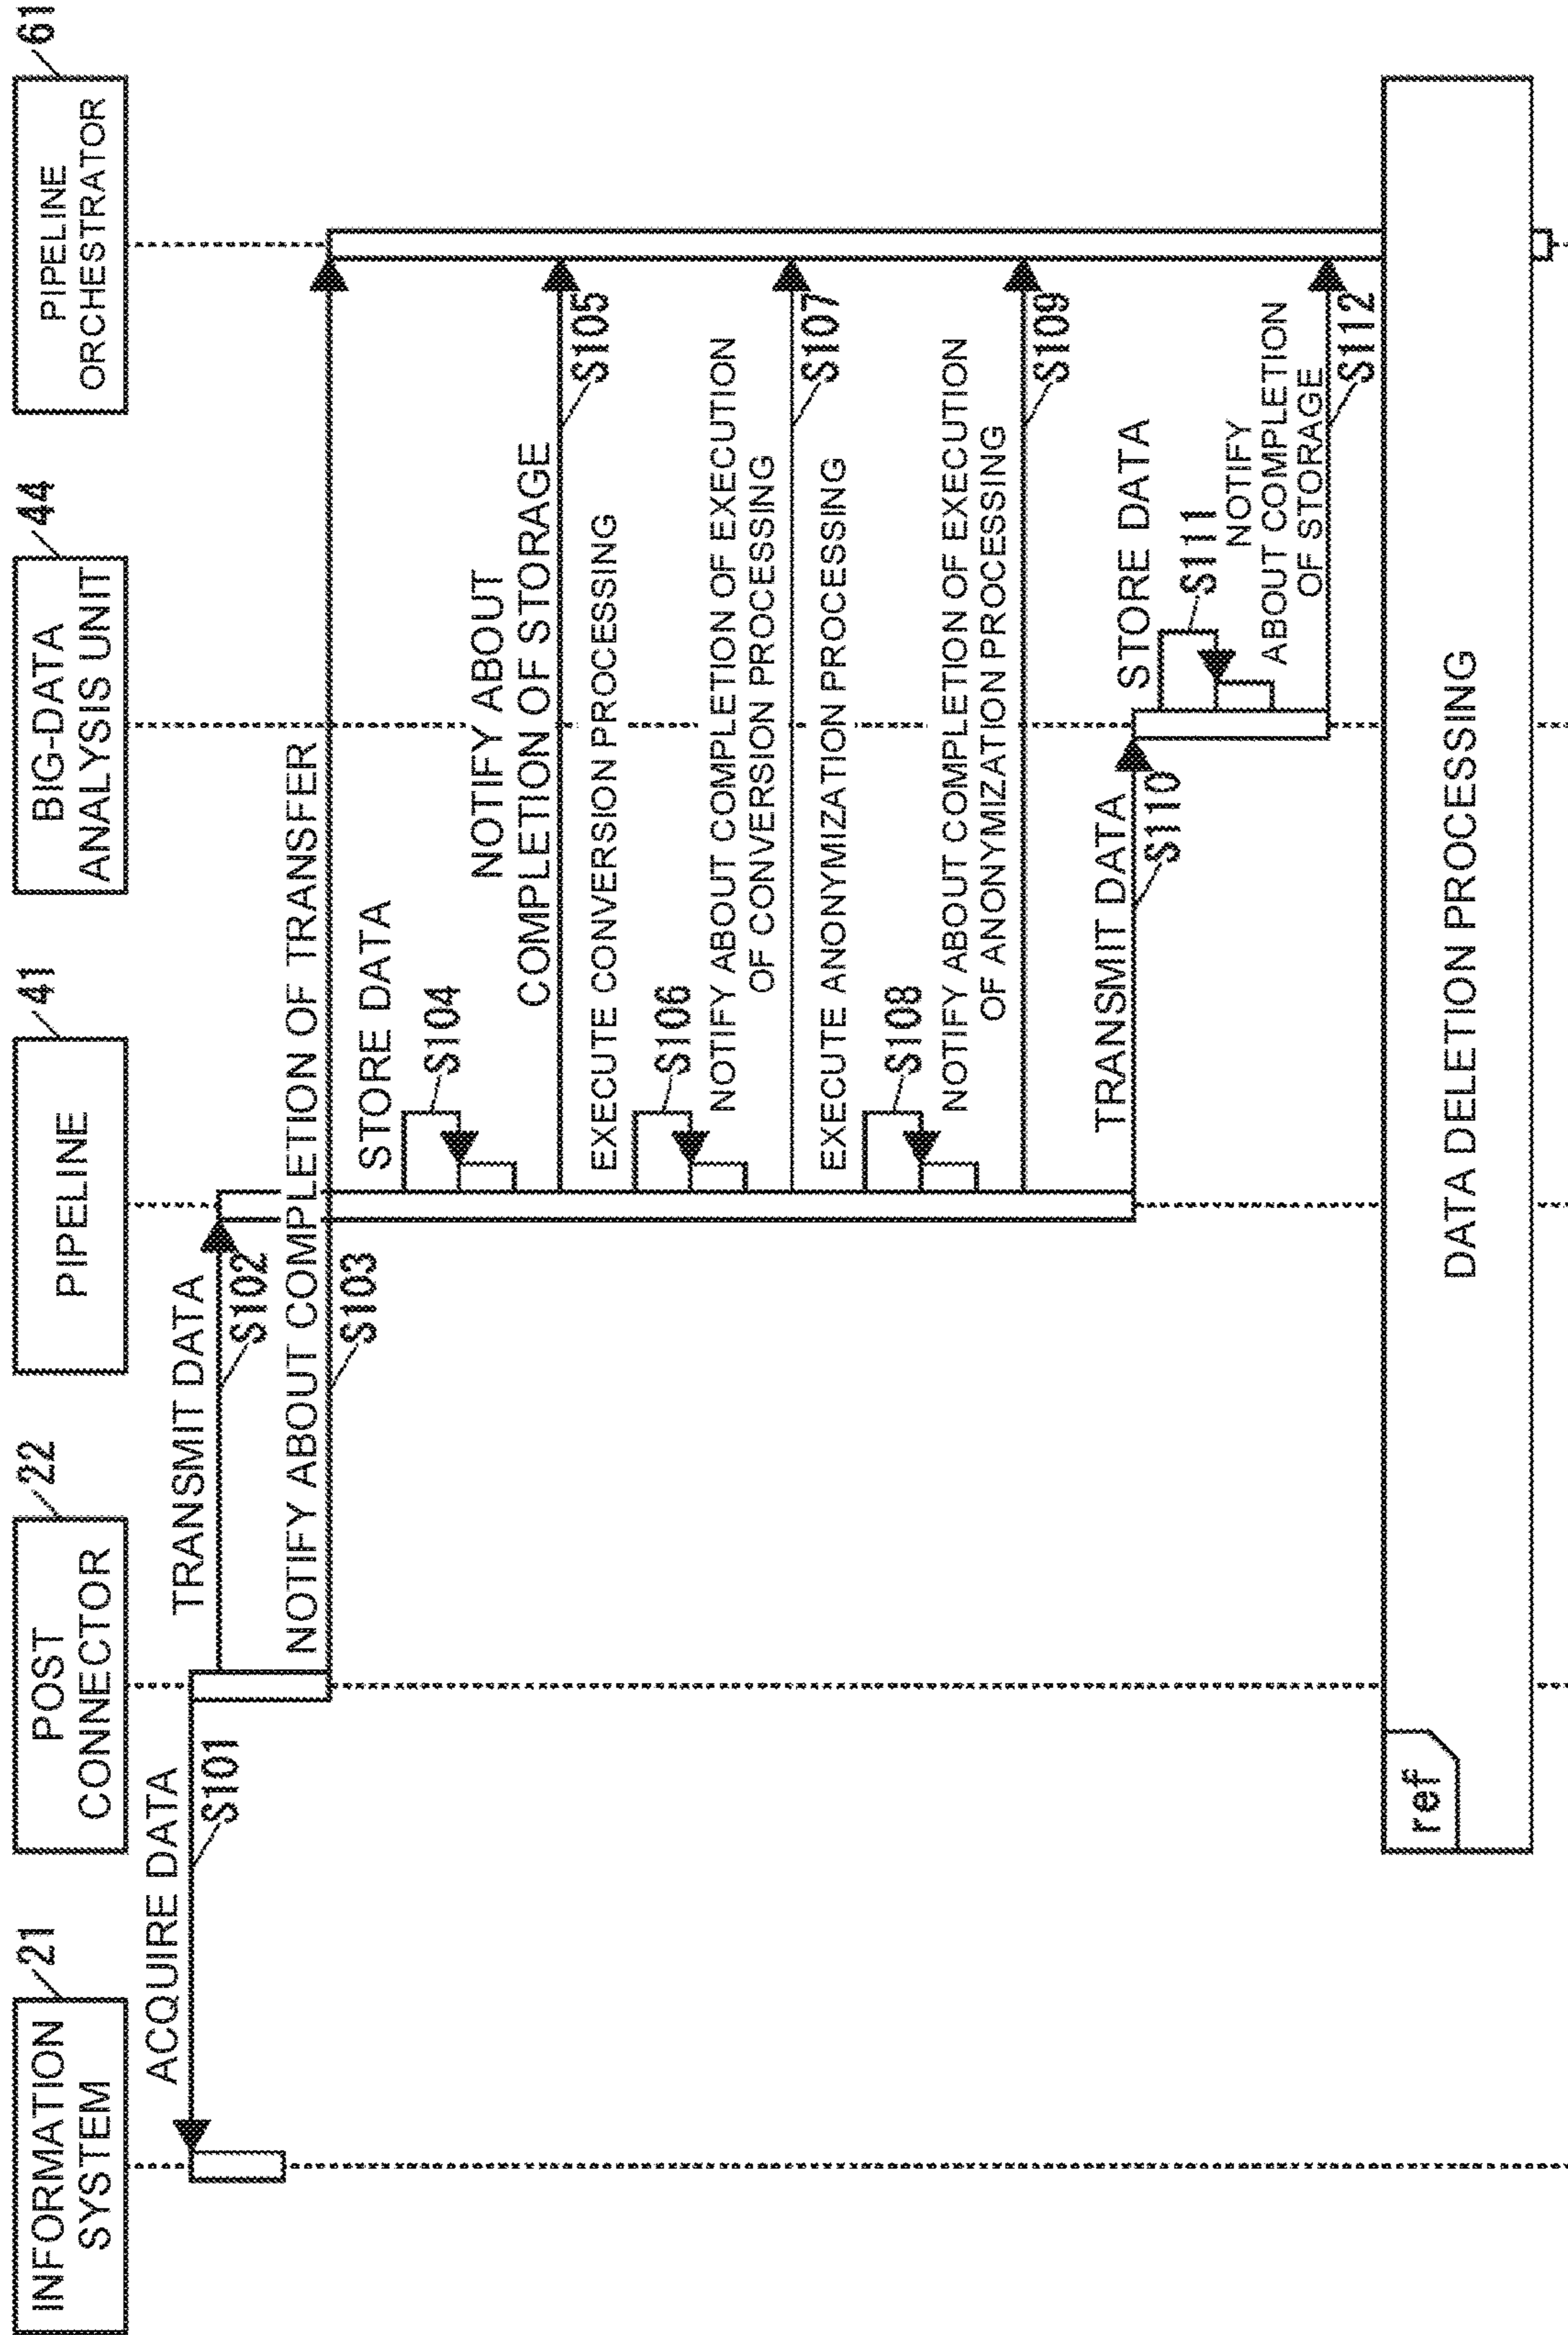 INFORMATION
SYSTEM
21
POST
CONNECTOR
22
PIPELINE
41
BIG-DATA
ANALYSIS UNIT
44
PIPELINE
ORCHESTRATOR
61
ACQUIRE DATA
S101
TRANSMIT DATA
S102
NOTIFY ABOUT COMPLETION OF TRANSFER
S103
STORE DATA
S104
NOTIFY ABOUT
COMPLETION OF STORAGE
S105
EXECUTE CONVERSION PROCESSING
S106
NOTIFY ABOUT COMPLETION OF EXECUTION
OF CONVERSION PROCESSING
S107
EXECUTE ANONYMIZATION PROCESSING
S108
NOTIFY ABOUT COMPLETION OF EXECUTION
OF ANONYMIZATION PROCESSING
S109
TRANSMIT DATA
S110
STORE DATA
S111
NOTIFY
ABOUT COMPLETION
OF STORAGE
S112
ref
DATA DELETION PROCESSING